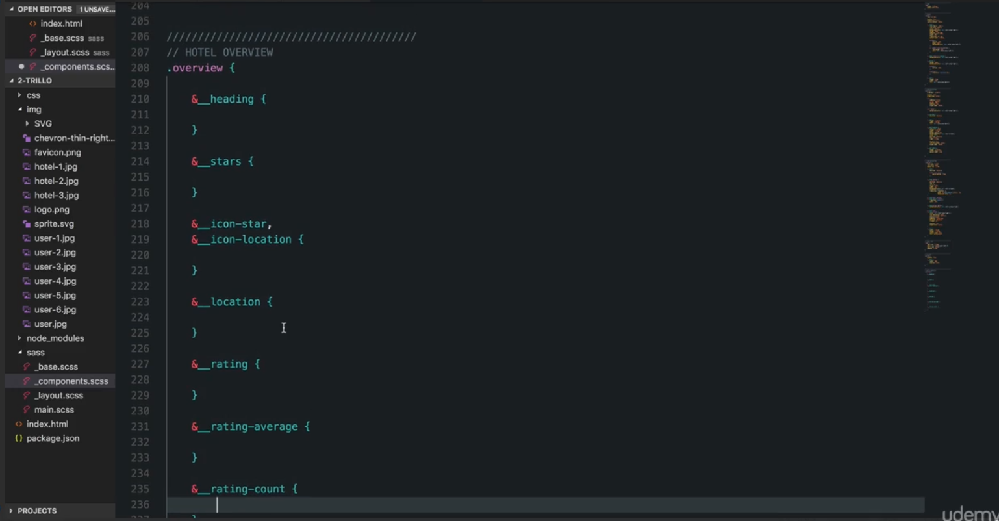 OPEN EDITORS 1 UNSAVE...
index.html
_base.scss sass
_layout.scss sass
_components.scs...
2-TRILLO
css
img
SVG
chevron-thin-right...
favicon.png
hotel-1.jpg
hotel-2.jpg
hotel-3.jpg
logo.png
sprite.svg
user-1.jpg
user-2.jpg
user-3.jpg
user-4.jpg
user-5.jpg
user-6.jpg
user.jpg
node_modules
sass
_base.scss
_components.scss
_layout.scss
main.scss
index.html
{} package.json
PROJECTS
204
205
206 ////////////////////////////////////////
207 // HOTEL OVERVIEW
208 .overview {
209
210 &__heading {
211
212 }
213
214 &__stars {
215
216 }
217
218 &__icon-star,
219 &__icon-location {
220
221 }
222
223 &__location {
224
225 }
226
227 &__rating {
228
229 }
230
231 &__rating-average {
232
233 }
234
235 &__rating-count {
236
237 }
udemy